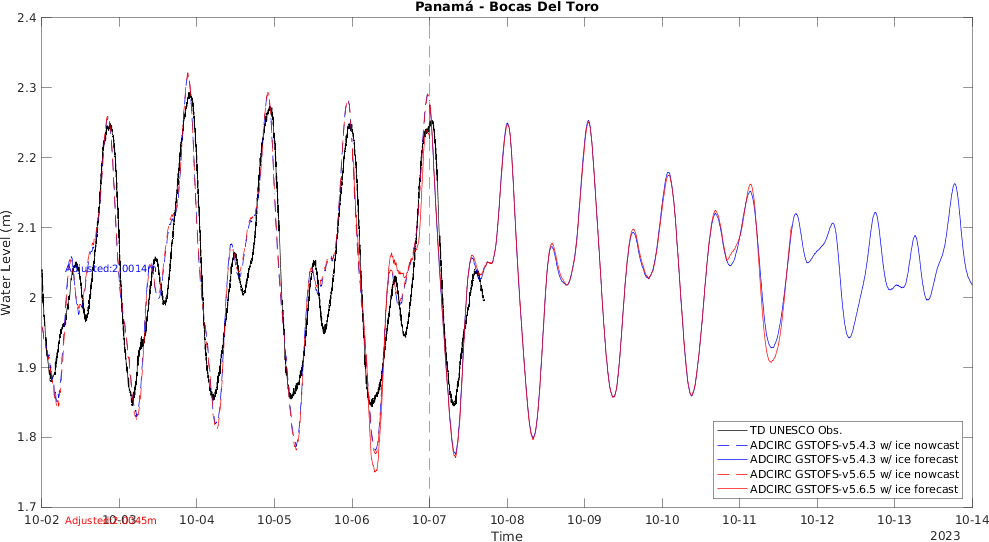 Panamá - Bocas Del Toro
2.4
2.3
2.2
2.1
2
1.9
1.8
1.7
Water Level (m)
Adjusted:2.0014m
10-02
10-03
10-04
10-05
10-06
10-07
10-08
10-09
10-10
10-11
10-12
10-13
10-14
Time
2023
TD UNESCO Obs.
ADCIRC GSTOFS-v5.4.3 w/ ice nowcast
ADCIRC GSTOFS-v5.4.3 w/ ice forecast
ADCIRC GSTOFS-v5.6.5 w/ ice nowcast
ADCIRC GSTOFS-v5.6.5 w/ ice forecast